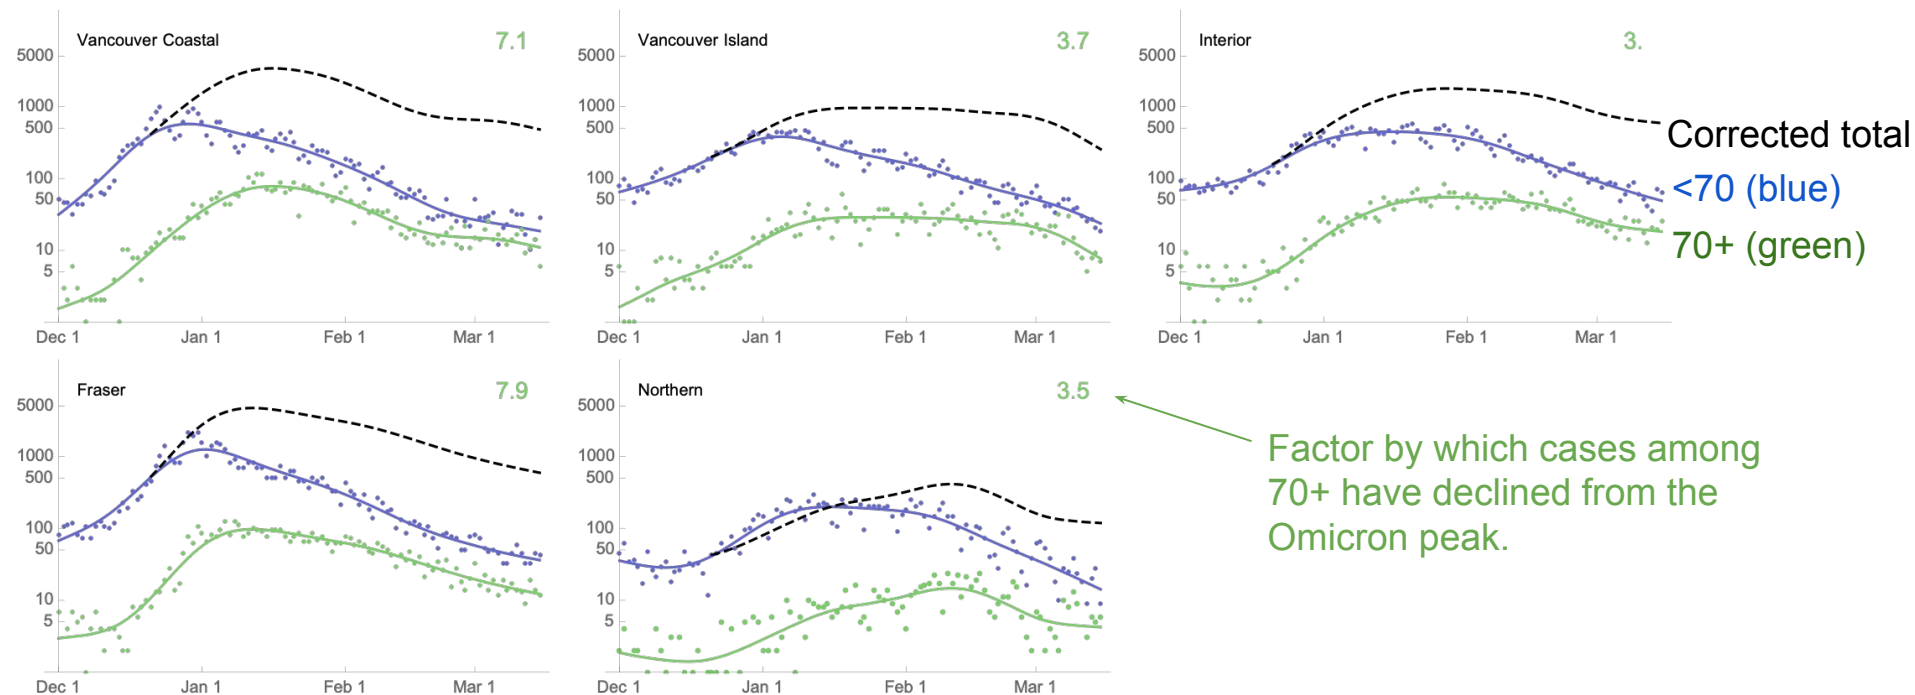 Vancouver Coastal 7.1
5000
1000
500
100
50
10
5
Dec 1 Jan 1 Feb 1 Mar 1
Vancouver Island 3.7
5000
1000
500
100
50
10
5
Dec 1 Jan 1 Feb 1 Mar 1
Interior 3.
5000
1000
500
100
50
10
5
Dec 1 Jan 1 Feb 1 Mar 1
Corrected total
<70 (blue)
70+ (green)
Fraser 7.9
5000
1000
500
100
50
10
5
Dec 1 Jan 1 Feb 1 Mar 1
Northern 3.5
5000
1000
500
100
50
10
5
Dec 1 Jan 1 Feb 1 Mar 1
Factor by which cases among
70+ have declined from the
Omicron peak.